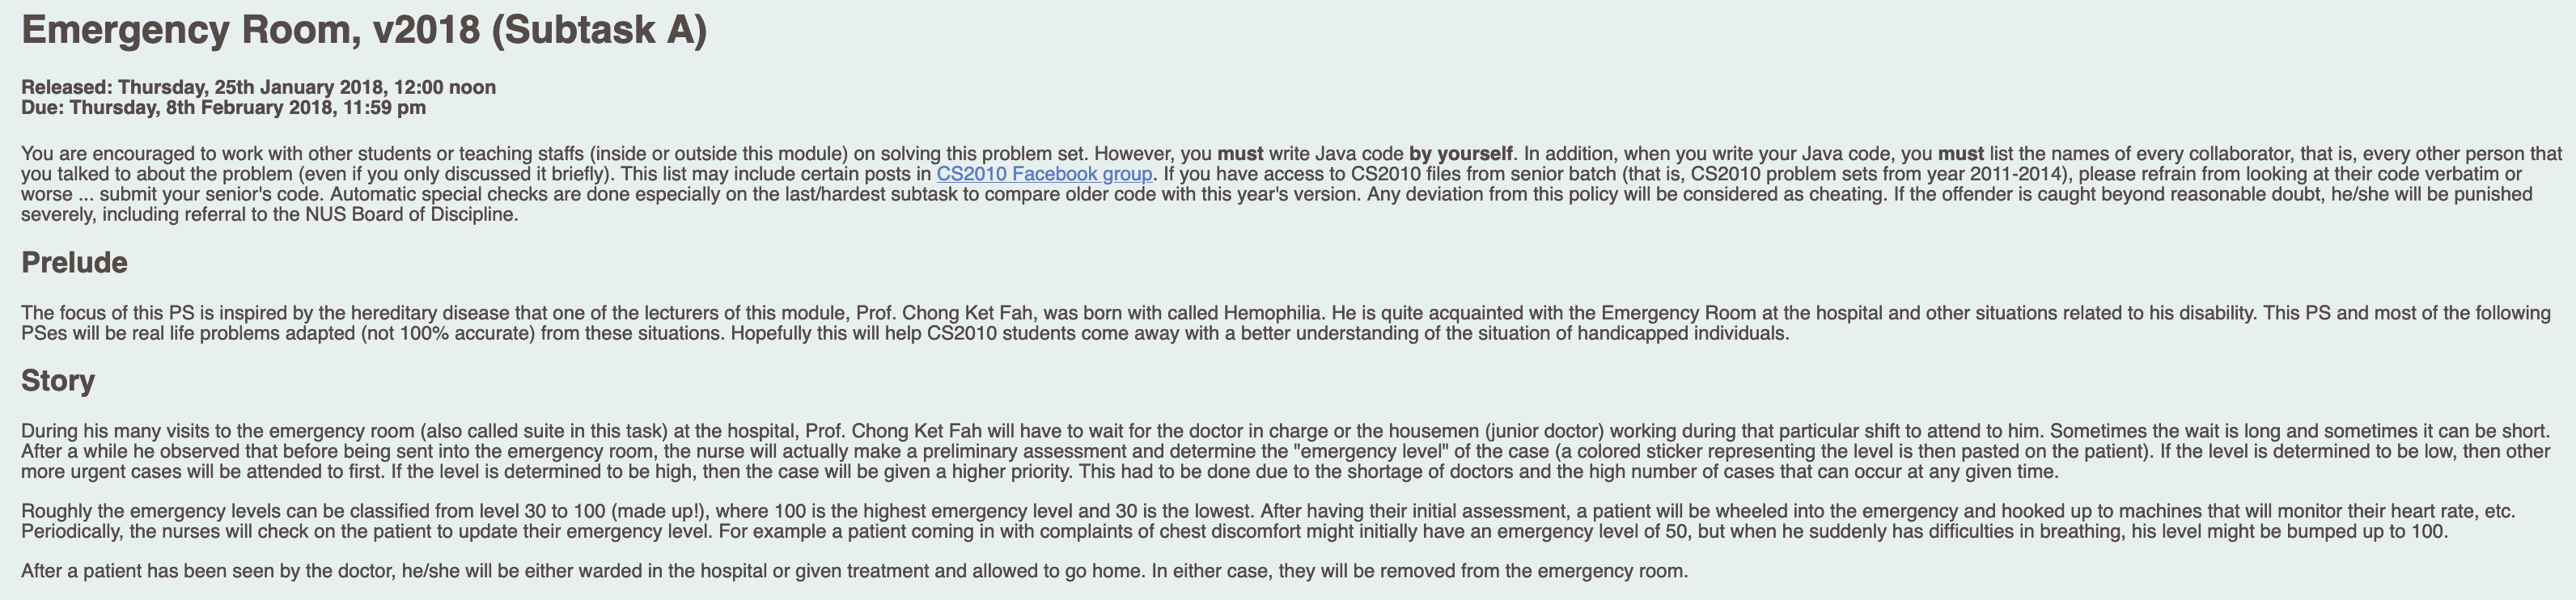 Emergency Room, v2018 (Subtask A)
Released: Thursday, 25th January 2018, 12:00 noon
Due: Thursday, 8th February 2018, 11:59 pm
You are encouraged to work with other students or teaching staffs (inside or outside this module) on solving this problem set. However, you must write Java code by yourself. In addition, when you write your Java code, you must list the names of every collaborator, that is, every other person that
you talked to about the problem (even if you only discussed it briefly). This list may include certain posts in CS2010 Facebook group. If you have access to CS2010 files from senior batch (that is, CS2010 problem sets from year 2011-2014), please refrain from looking at their code verbatim or
worse ... submit your senior's code. Automatic special checks are done especially on the last/hardest subtask to compare older code with this year's version. Any deviation from this policy will be considered as cheating. If the offender is caught beyond reasonable doubt, he/she will be punished
severely, including referral to the NUS Board of Discipline.
Prelude
The focus of this PS is inspired by the hereditary disease that one of the lecturers of this module, Prof. Chong Ket Fah, was born with called Hemophilia. He is quite acquainted with the Emergency Room at the hospital and other situations related to his disability. This PS and most of the following
PSes will be real life problems adapted (not 100% accurate) from these situations. Hopefully this will help CS2010 students come away with a better understanding of the situation of handicapped individuals.
Story
During his many visits to the emergency room (also called suite in this task) at the hospital, Prof. Chong Ket Fah will have to wait for the doctor in charge or the housemen (junior doctor) working during that particular shift to attend to him. Sometimes the wait is long and sometimes it can be short.
After a while he observed that before being sent into the emergency room, the nurse will actually make a preliminary assessment and determine the "emergency level" of the case (a colored sticker representing the level is then pasted on the patient). If the level is determined to be low, then other
more urgent cases will be attended to first. If the level is determined to be high, then the case will be given a higher priority. This had to be done due to the shortage of doctors and the high number of cases that can occur at any given time.
Roughly the emergency levels can be classified from level 30 to 100 (made up!), where 100 is the highest emergency level and 30 is the lowest. After having their initial assessment, a patient will be wheeled into the emergency and hooked up to machines that will monitor their heart rate, etc.
Periodically, the nurses will check on the patient to update their emergency level. For example a patient coming in with complaints of chest discomfort might initially have an emergency level of 50, but when he suddenly has difficulties in breathing, his level might be bumped up to 100.
After a patient has been seen by the doctor, he/she will be either warded in the hospital or given treatment and allowed to go home. In either case, they will be removed from the emergency room.